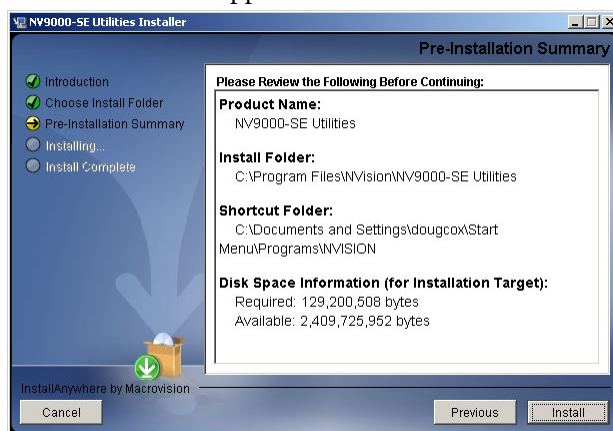 NV9000-SE Utilities Installer
Pre-Installation Summary
Introduction
Choose Install Folder
Pre-Installation Summary
Installing...
Install Complete
Please Review the Following Before Continuing:
Product Name:
NV9000-SE Utilities
Install Folder:
C:\Program Files\NVision\NV9000-SE Utilities
Shortcut Folder:
C:\Documents and Settings\dougcox\Start
Menu\Programs\NVISION
Disk Space Information (for Installation Target):
Required: 129,200,508 bytes
Available: 2,409,725,952 bytes
InstallAnywhere by Macrovision
Cancel
Previous
Install